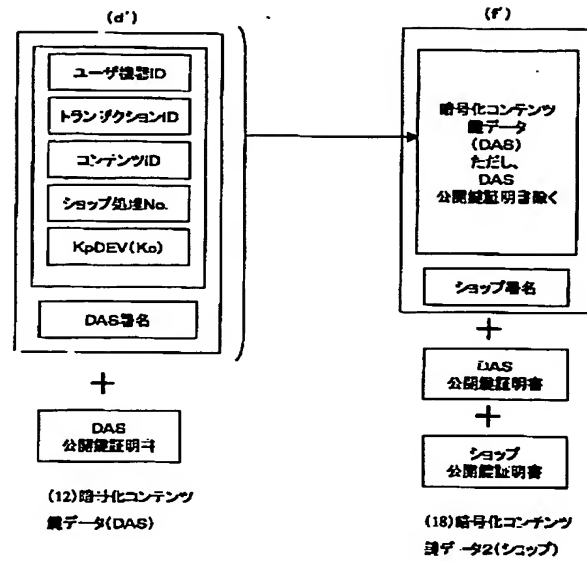 (d')
ユーザ機器ID
トランザクションID
コンテンツID
ショップ処理No.
KpDEV(Kc)
DAS署名
+
DAS
公開鍵証明書
(12)暗号化コンテンツ
鍵データ(DAS)
(f')
暗号化コンテンツ
鍵データ
(DAS)
ただし、
DAS
公開鍵証明書除く
ショップ署名
+
DAS
公開鍵証明書
+
ショップ
公開鍵証明書
(18)暗号化コンテンツ
鍵データ2(ショップ)